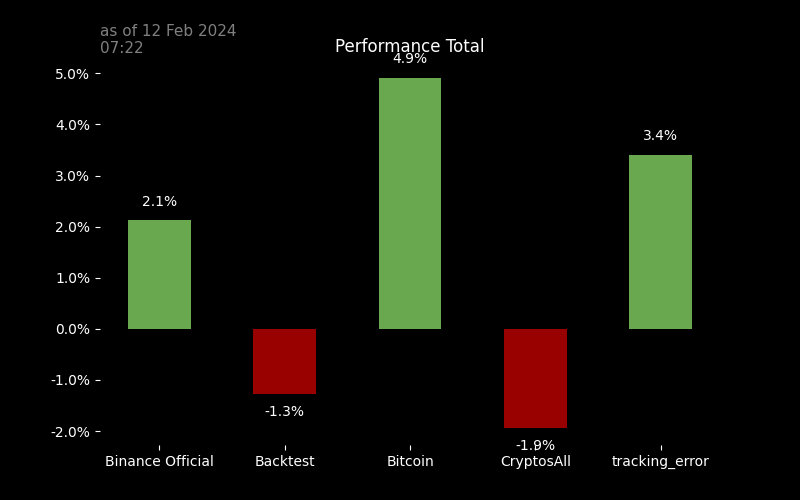 as of 12 Feb 2024
07:22
Performance Total
5.0%
4.0%
3.0%
2.0%
1.0%
0.0%
-1.0%
-2.0%
2.1%
-1.3%
4.9%
-1.9%
3.4%
Binance Official
Backtest
Bitcoin
CryptosAll
tracking_error